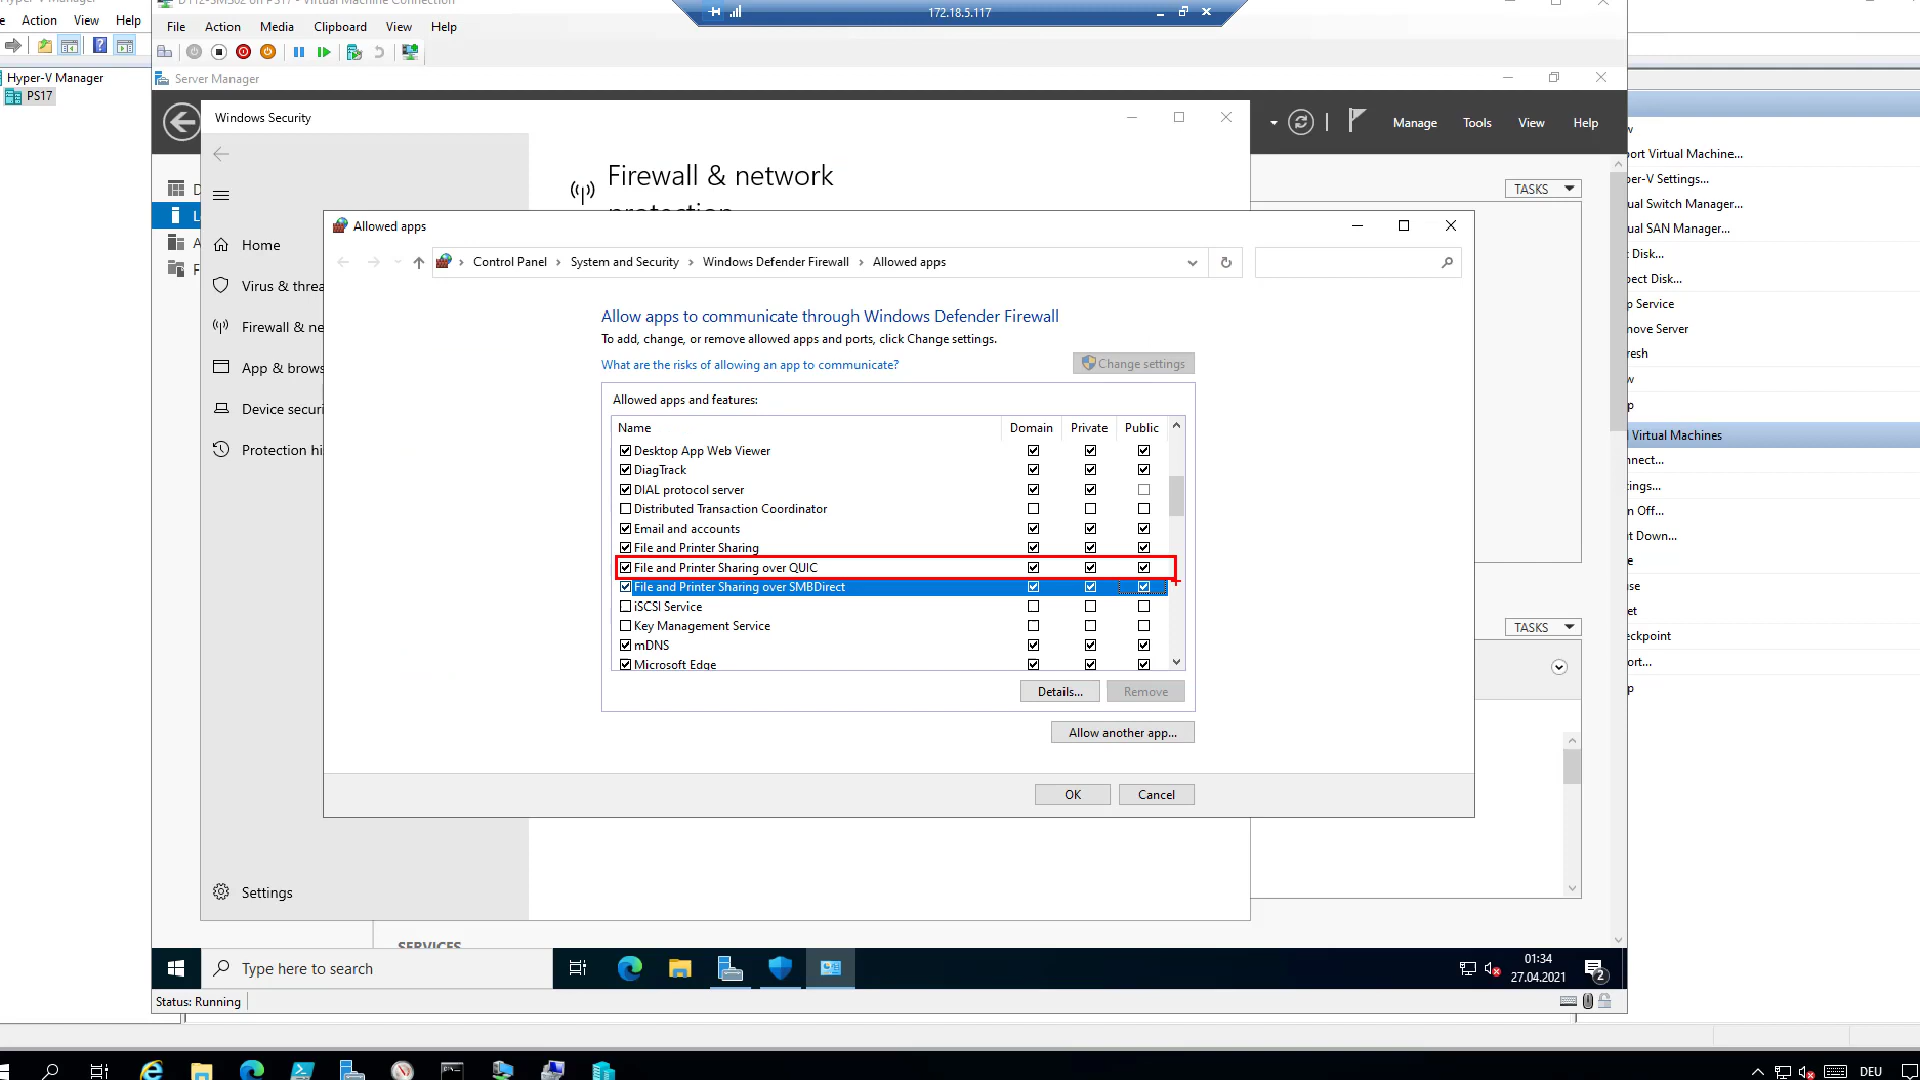 Action
View
Help
Hyper-V Manager
PS17
172.18.5.117
File
Action
Media
Clipboard
View
Help
Server Manager
Manage
Tools
View
Help
TASKS
Windows Security
Firewall & network
Home
Virus & threa
Firewall & ne
App & brows
Device securi
Protection hi
Settings
Allowed apps
Control Panel
System and Security
Windows Defender Firewall
Allowed apps
Allow apps to communicate through Windows Defender Firewall
To add, change, or remove allowed apps and ports, click Change settings.
What are the risks of allowing an app to communicate?
Change settings
Allowed apps and features:
Name Domain Private Public
Desktop App Web Viewer
DiagTrack
DIAL protocol server
Distributed Transaction Coordinator
Email and accounts
File and Printer Sharing
File and Printer Sharing over QUIC
File and Printer Sharing over SMBDirect
iSCSI Service
Key Management Service
mDNS
Microsoft Edge
Details...
Remove
Allow another app...
OK
Cancel
TASKS
SERVICES
ort Virtual Machine...
er-V Settings...
ual Switch Manager...
ual SAN Manager...
Disk...
pect Disk...
p Service
nove Server
resh
w
p
Virtual Machines
nnect...
ings...
n Off...
ut Down...
e
use
et
eckpoint
ort...
p
Type here to search
01:34
27.04.2021
2
Status: Running
DEU